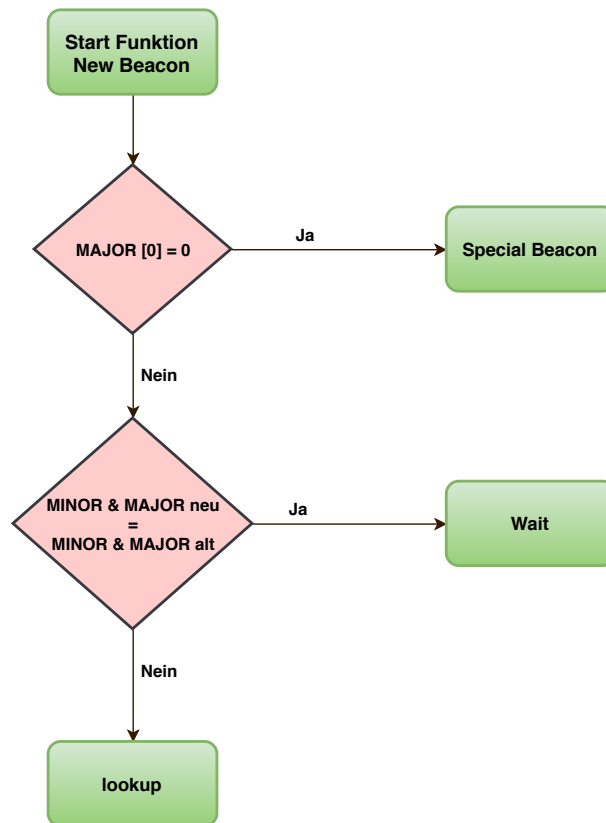 Start Funktion
New Beacon
MAJOR [0] = 0
Ja
Special Beacon
Nein
MINOR & MAJOR neu
=
MINOR & MAJOR alt
Ja
Wait
Nein
lookup